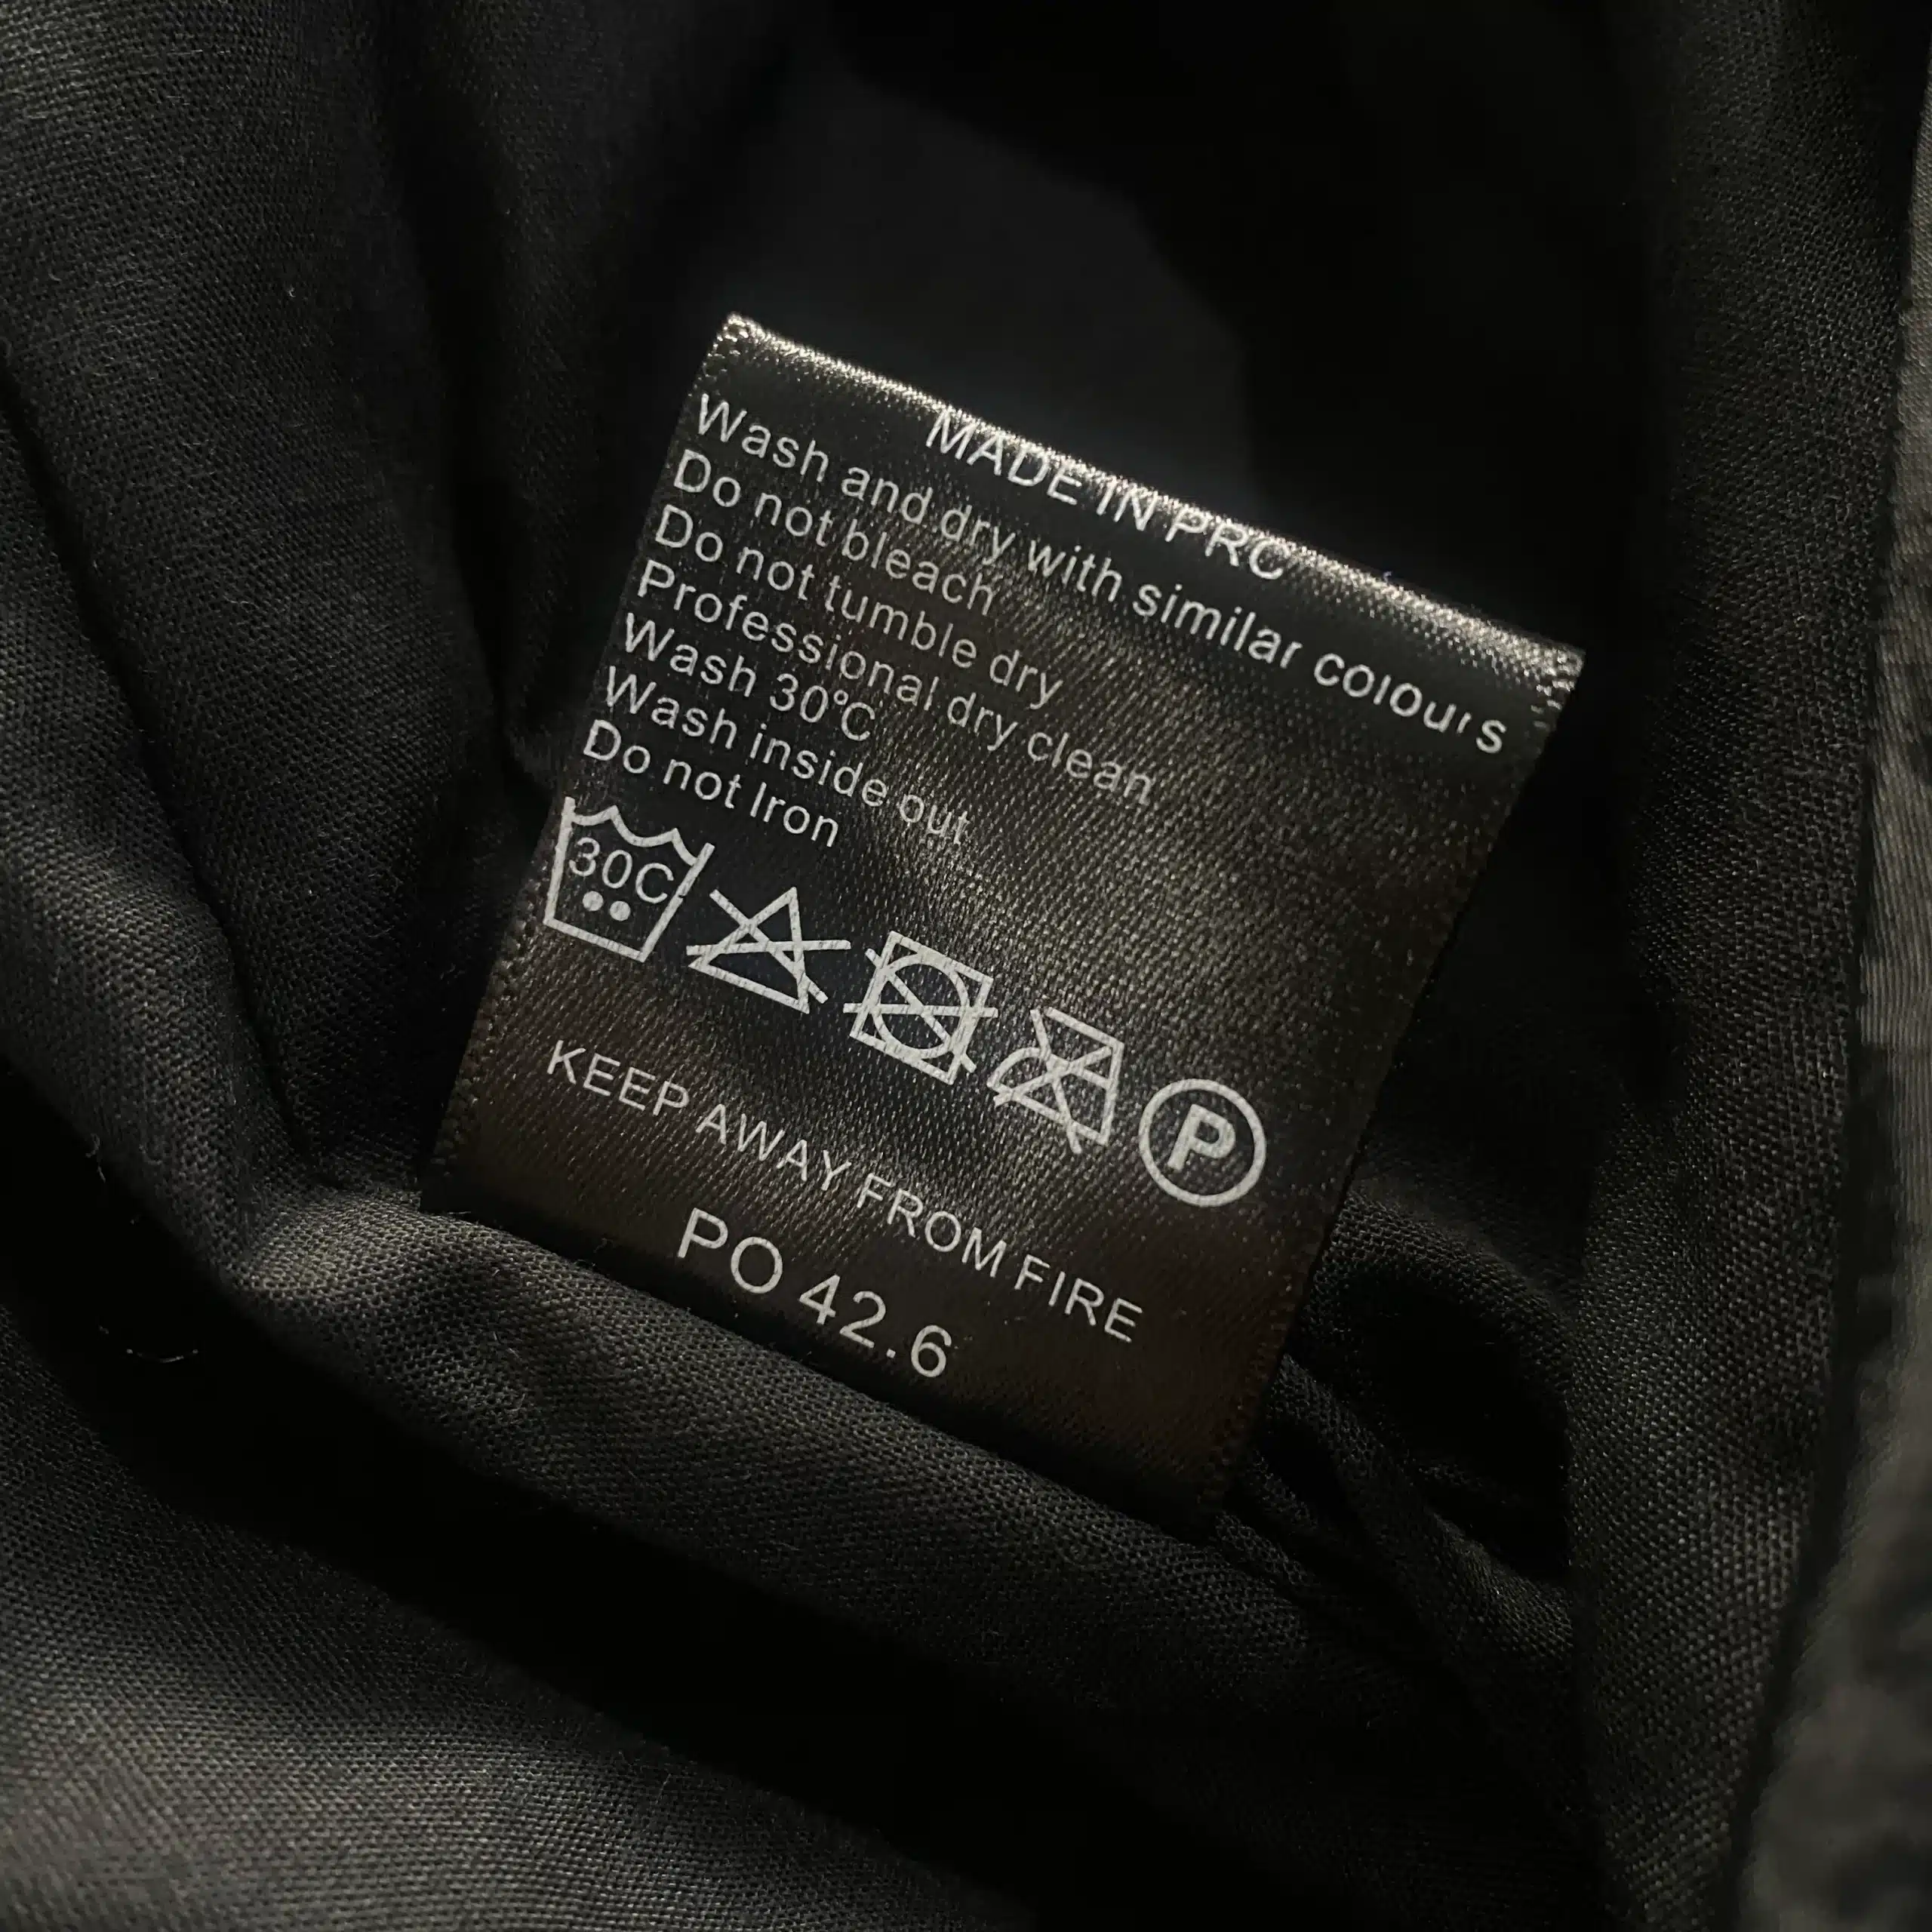 MADE IN PRC
Wash and dry with similar colours
Do not bleach
Do not tumble dry
Professional dry clean
Wash 30°C
Wash inside out
Do not Iron
30C
P
KEEP AWAY FROM FIRE
PO 42.6